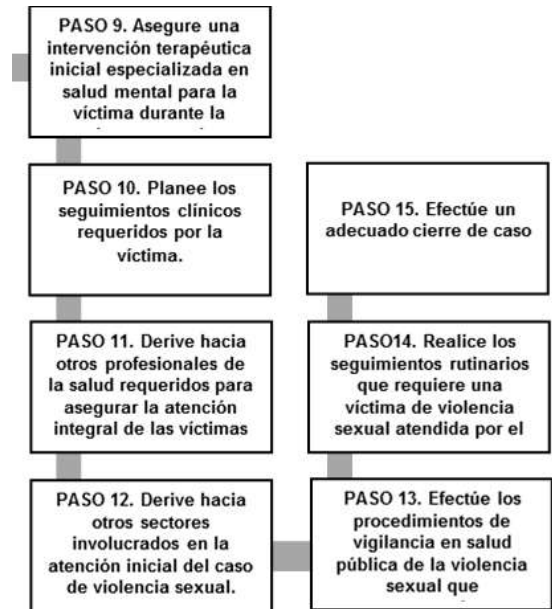 PASO 9. Asegure una
intervención terapéutica
inicial especializada en
salud mental para la
víctima durante la
PASO 10. Planee los
seguimientos clínicos
requeridos por la
víctima.
PASO 11. Derive hacia
otros profesionales de
la salud requeridos para
asegurar la atención
integral de las víctimas
PASO 12. Derive hacia
otros sectores
involucrados en la
atención inicial del caso
de violencia sexual.
PASO 13. Efectúe los
procedimientos de
vigilancia en salud
pública de la violencia
sexual que
PASO14. Realice los
seguimientos rutinarios
que requiere una
víctima de violencia
sexual atendida por el
PASO 15. Efectúe un
adecuado cierre de caso